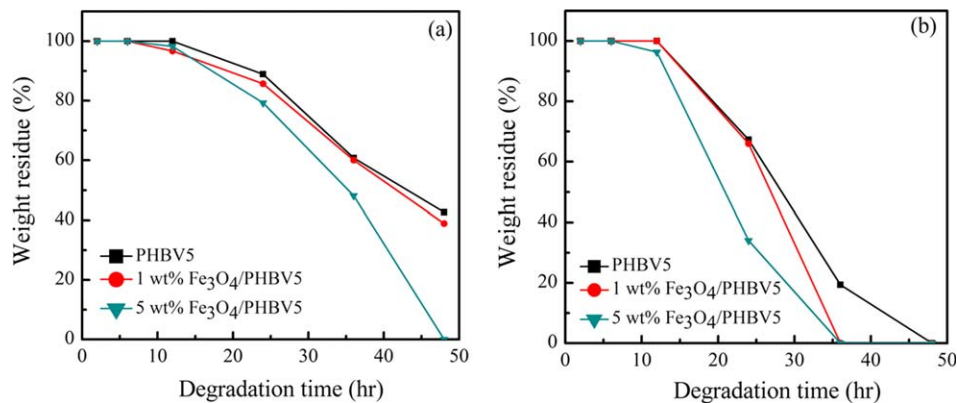 (a)
100
80
60
40
20
0
Weight residue (%)
PHBV5
1 wt% Fe₃O₄/PHBV5
5 wt% Fe₃O₄/PHBV5
0 10 20 30 40 50
Degradation time (hr)
(b)
100
80
60
40
20
0
Weight residue (%)
PHBV5
1 wt% Fe₃O₄/PHBV5
5 wt% Fe₃O₄/PHBV5
0 10 20 30 40 50
Degradation time (hr)